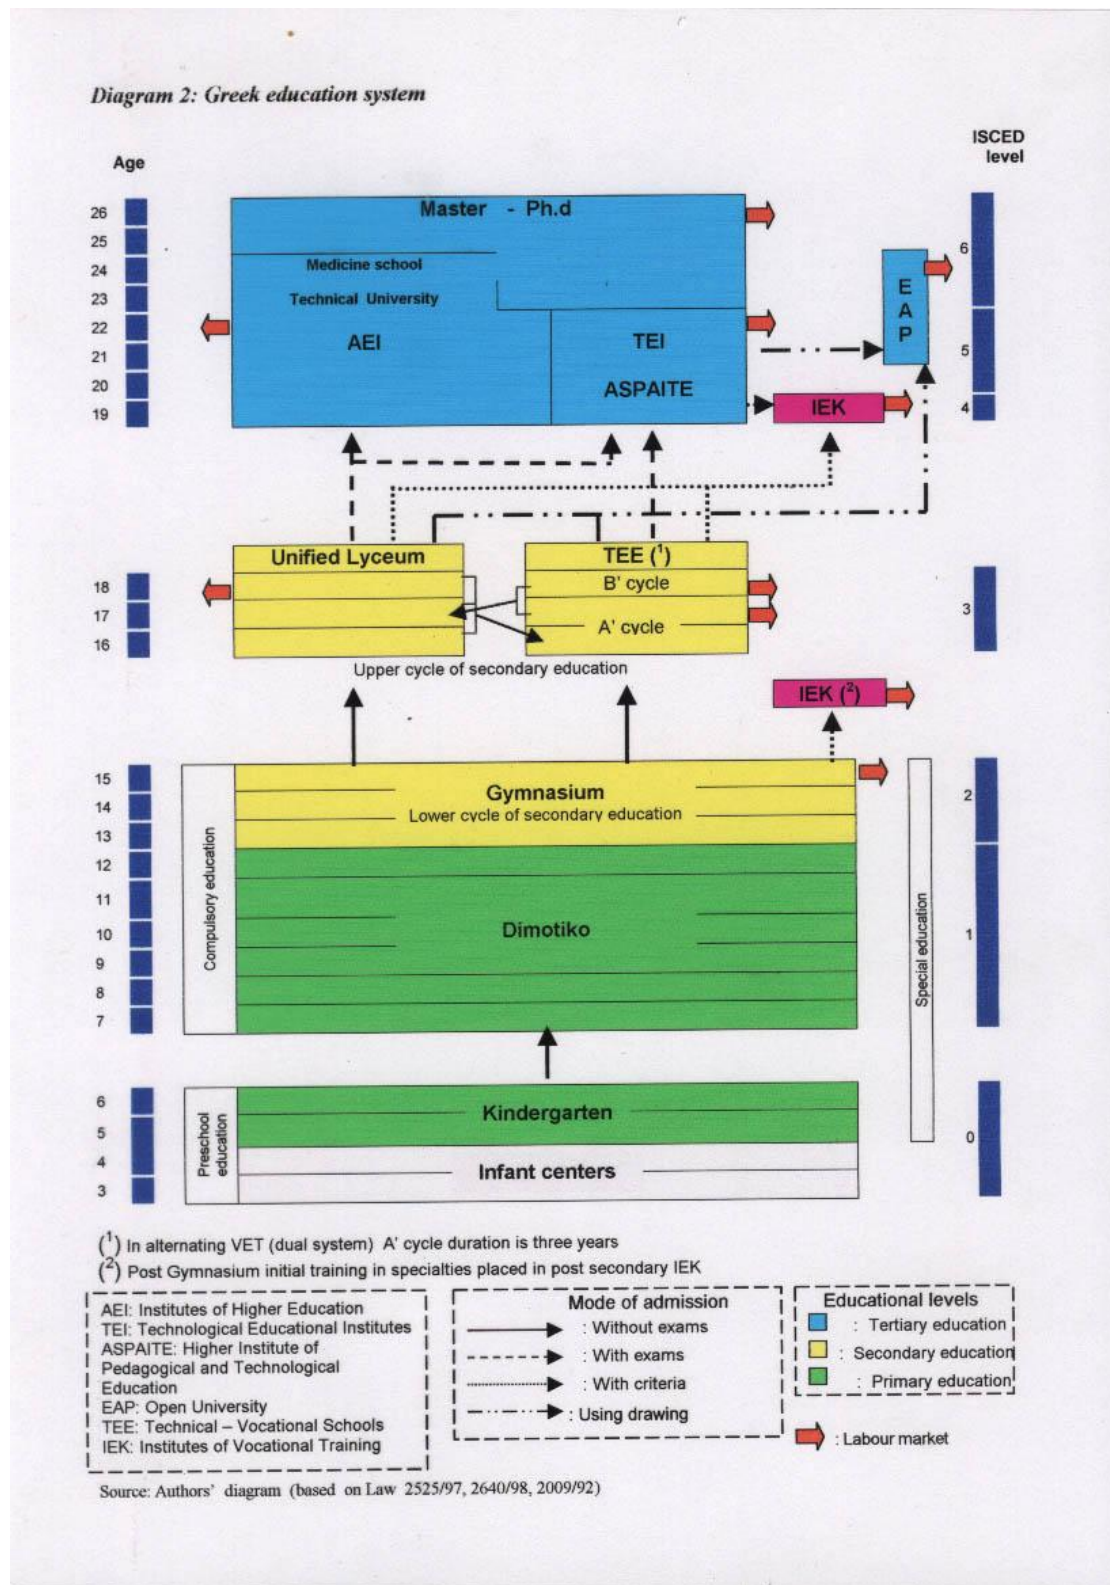 Diagram 2: Greek education system
Age
ISCED
level
26
25
24
23
22
21
20
19
Master - Ph.d
Medicine school
Technical University
AEI
TEI
ASPAITE
E
A
P
IEK
6
5
4
Unified Lyceum
TEE (1)
B' cycle
A' cycle
18
17
16
3
Upper cycle of secondary education
IEK (2)
15
14
13
12
11
10
9
8
7
Compulsory education
Gymnasium
Lower cycle of secondary education
Dimotiko
Special education
2
1
6
5
4
3
Preschool
education
Kindergarten
Infant centers
0
(1) In alternating VET (dual system) A' cycle duration is three years
(2) Post Gymnasium initial training in specialties placed in post secondary IEK
AEI: Institutes of Higher Education
TEI: Technological Educational Institutes
ASPAITE: Higher Institute of
Pedagogical and Technological
Education
EAP: Open University
TEE: Technical – Vocational Schools
IEK: Institutes of Vocational Training
Mode of admission
: Without exams
: With exams
: With criteria
: Using drawing
Educational levels
: Tertiary education
: Secondary education
: Primary education
: Labour market
Source: Authors' diagram (based on Law 2525/97, 2640/98, 2009/92)